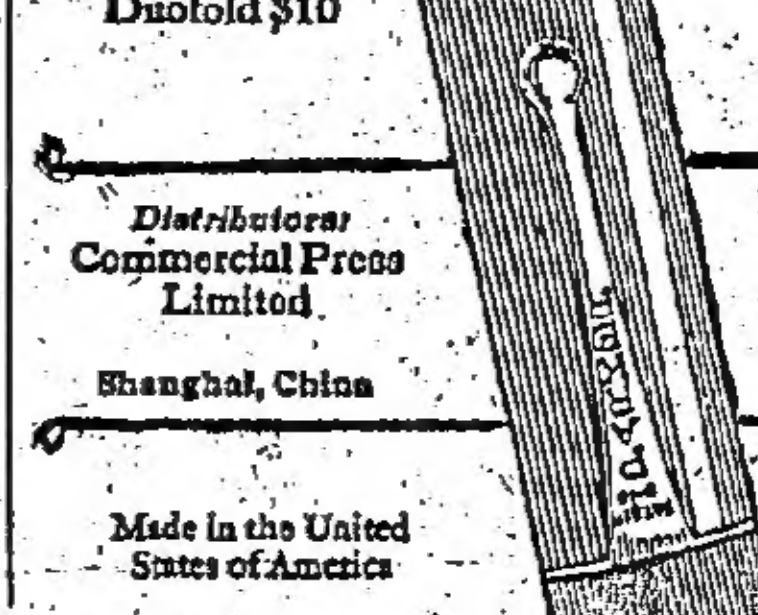 Duofold $10
Distributors:
Commercial Press
Limited
Shanghai, China
Made in the United
States of America